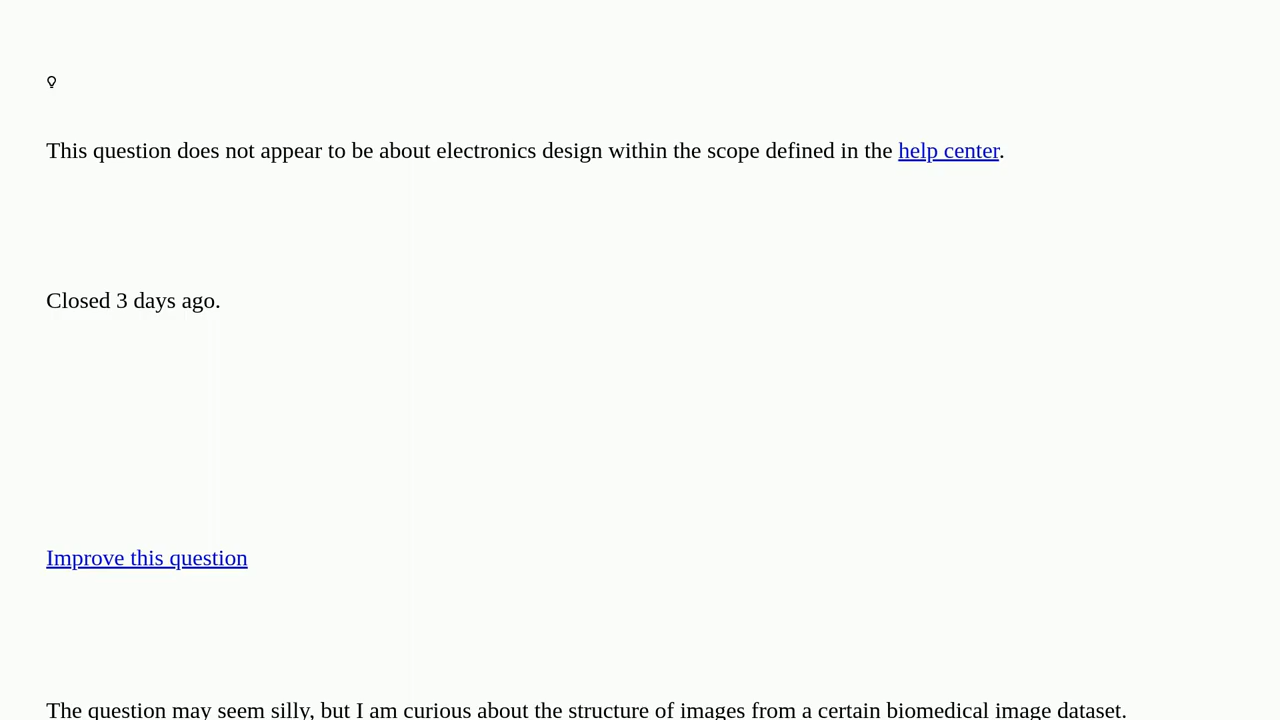 This question does not appear to be about electronics design within the scope defined in the help center.
Closed 3 days ago.
Improve this question
The question may seem silly, but I am curious about the structure of images from a certain biomedical image dataset.